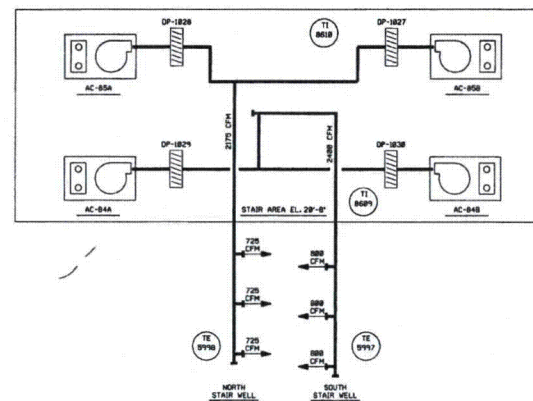 DP-1028
DP-1027
TI
8610
AC-85A
AC-85B
2175 CFM
2400 CFM
DP-1029
DP-1030
AC-84A
AC-84B
STAIR AREA EL. 20'-8"
TI
8609
725
CFM
800
CFM
725
CFM
800
CFM
725
CFM
800
CFM
TE
5998
TE
5997
NORTH
STAIR WELL
SOUTH
STAIR WELL